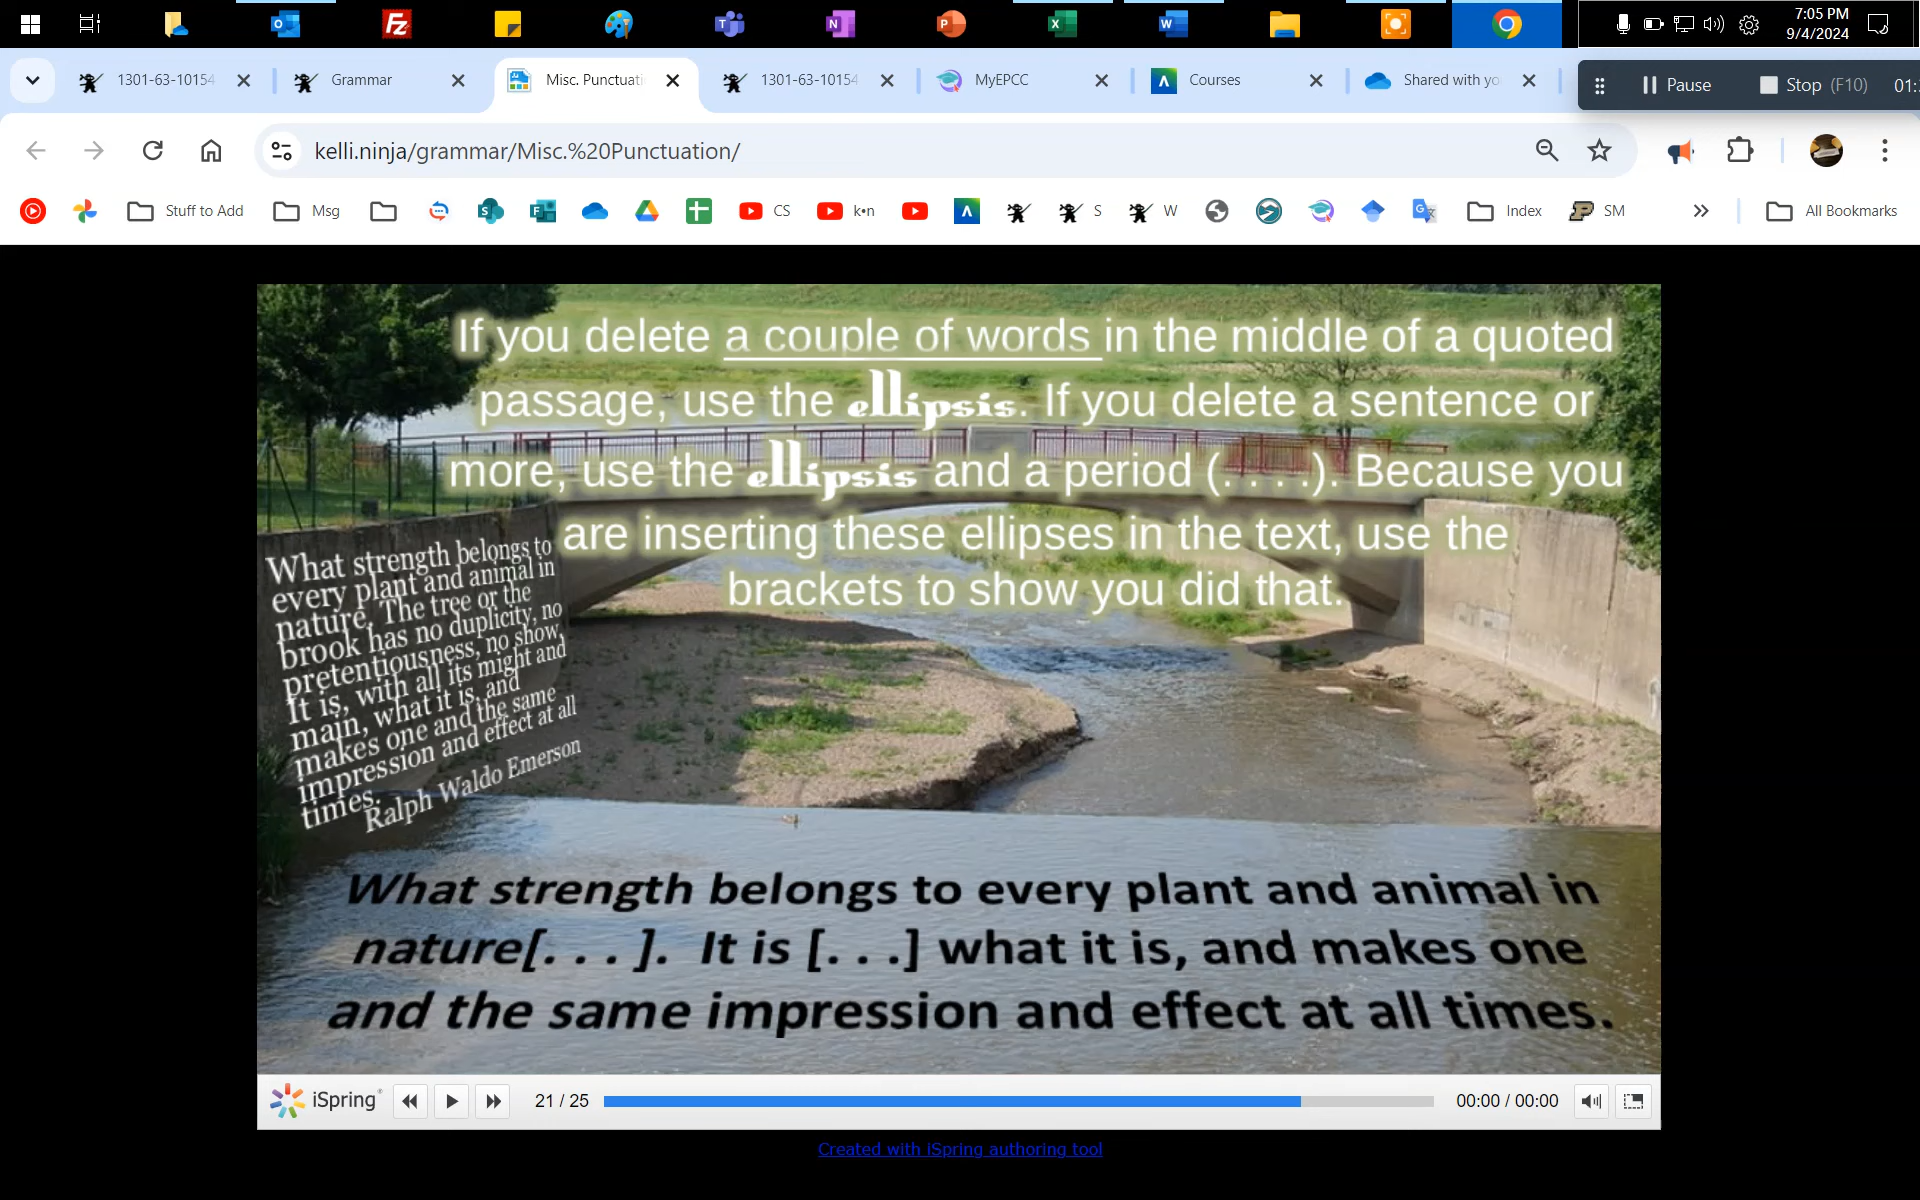 7:05 PM
9/4/2024
1301-63-10154
Grammar
Misc. Punctuati
1301-63-10154
MyEPCC
Courses
Shared with yo
Pause
Stop (F10)
01:
kelli.ninja/grammar/Misc.%20Punctuation/
Stuff to Add
Msg
CS
k•n
S
W
Index
SM
All Bookmarks
If you delete a couple of words in the middle of a quoted
passage, use the ellipsis. If you delete a sentence or
more, use the ellipsis and a period (. . . .). Because you
are inserting these ellipses in the text, use the
brackets to show you did that.
What strength belongs to
every plant and animal in
nature. The tree or the
brook has no duplicity, no
pretentiousness, no show.
It is, with all its might and
main, what it is, and
makes one and the same
impression and effect at all
times.
Ralph Waldo Emerson
What strength belongs to every plant and animal in
nature[. . . ].  It is [. . .] what it is, and makes one
and the same impression and effect at all times.
iSpring
21 / 25
00:00 / 00:00
Created with iSpring authoring tool